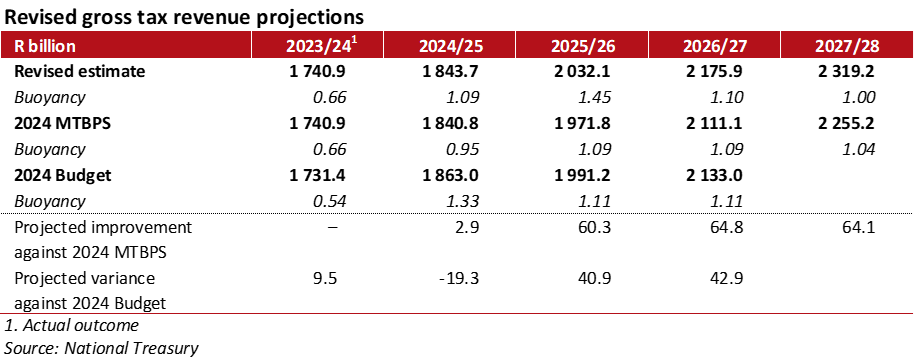 Revised gross tax revenue projections
R billion 2023/24¹ 2024/25 2025/26 2026/27 2027/28
Revised estimate 1 740.9 1 843.7 2 032.1 2 175.9 2 319.2
Buoyancy 0.66 1.09 1.45 1.10 1.00
2024 MTBPS 1 740.9 1 840.8 1 971.8 2 111.1 2 255.2
Buoyancy 0.66 0.95 1.09 1.09 1.04
2024 Budget 1 731.4 1 863.0 1 991.2 2 133.0
Buoyancy 0.54 1.33 1.11 1.11
Projected improvement – 2.9 60.3 64.8 64.1
against 2024 MTBPS
Projected variance 9.5 -19.3 40.9 42.9
against 2024 Budget
1. Actual outcome
Source: National Treasury